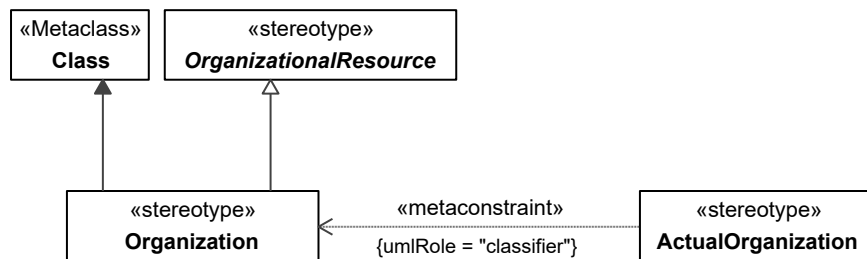 «Metaclass»
Class
«stereotype»
OrganizationalResource
«stereotype»
Organization
«metaconstraint»
{umlRole = "classifier"}
«stereotype»
ActualOrganization